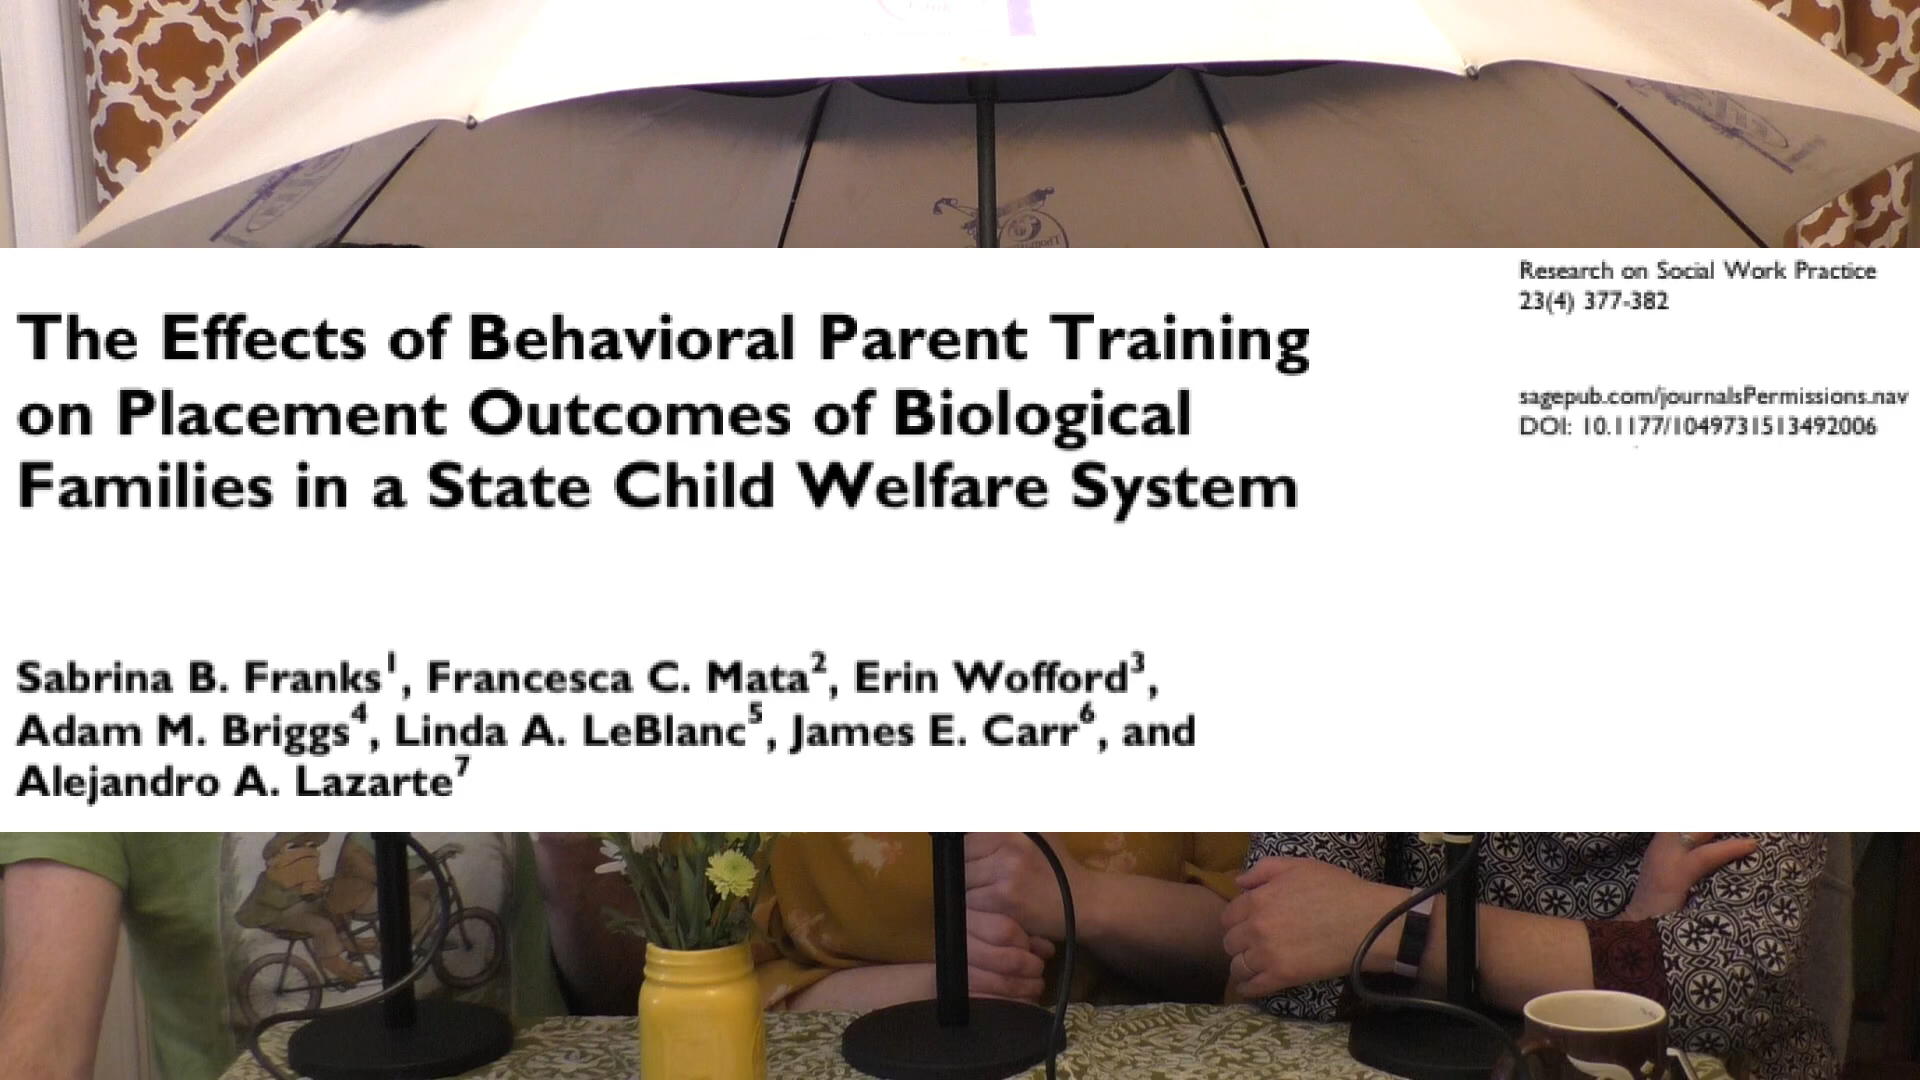 The Effects of Behavioral Parent Training
on Placement Outcomes of Biological
Families in a State Child Welfare System
Research on Social Work Practice
23(4) 377-382
sagepub.com/journalsPermissions.nav
DOI: 10.1177/1049731513492006
Sabrina B. Franks1, Francesca C. Mata2, Erin Wofford3,
Adam M. Briggs4, Linda A. LeBlanc5, James E. Carr6, and
Alejandro A. Lazarte7